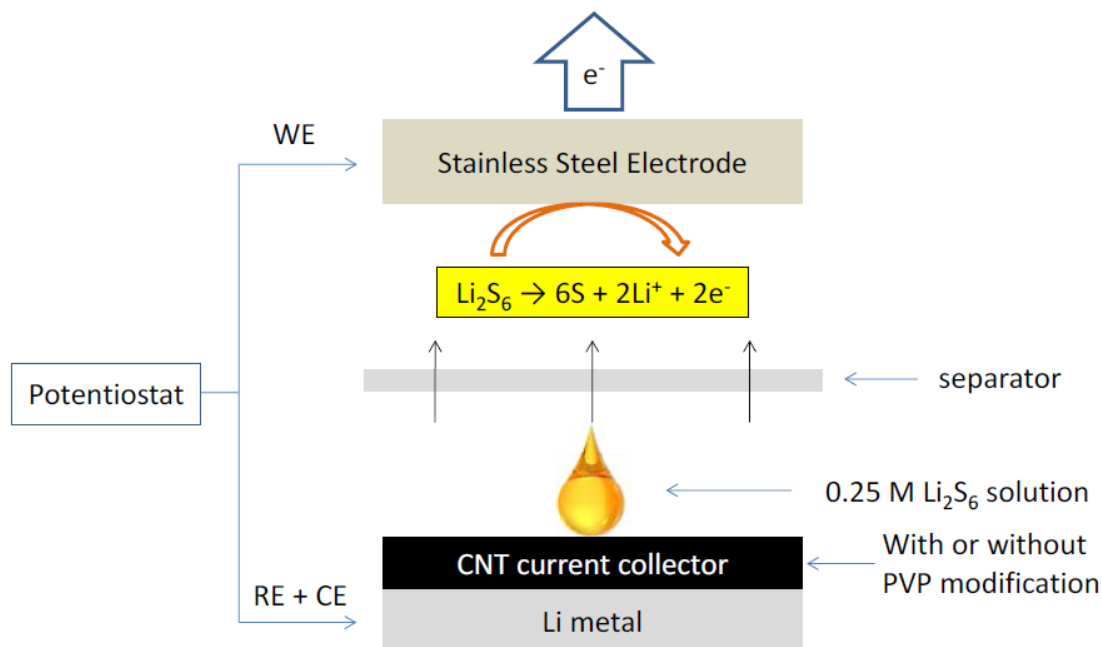 e⁻
WE
Stainless Steel Electrode
Li₂S₆ → 6S + 2Li⁺ + 2e⁻
Potentiostat
separator
0.25 M Li₂S₆ solution
CNT current collector
With or without
PVP modification
RE + CE
Li metal